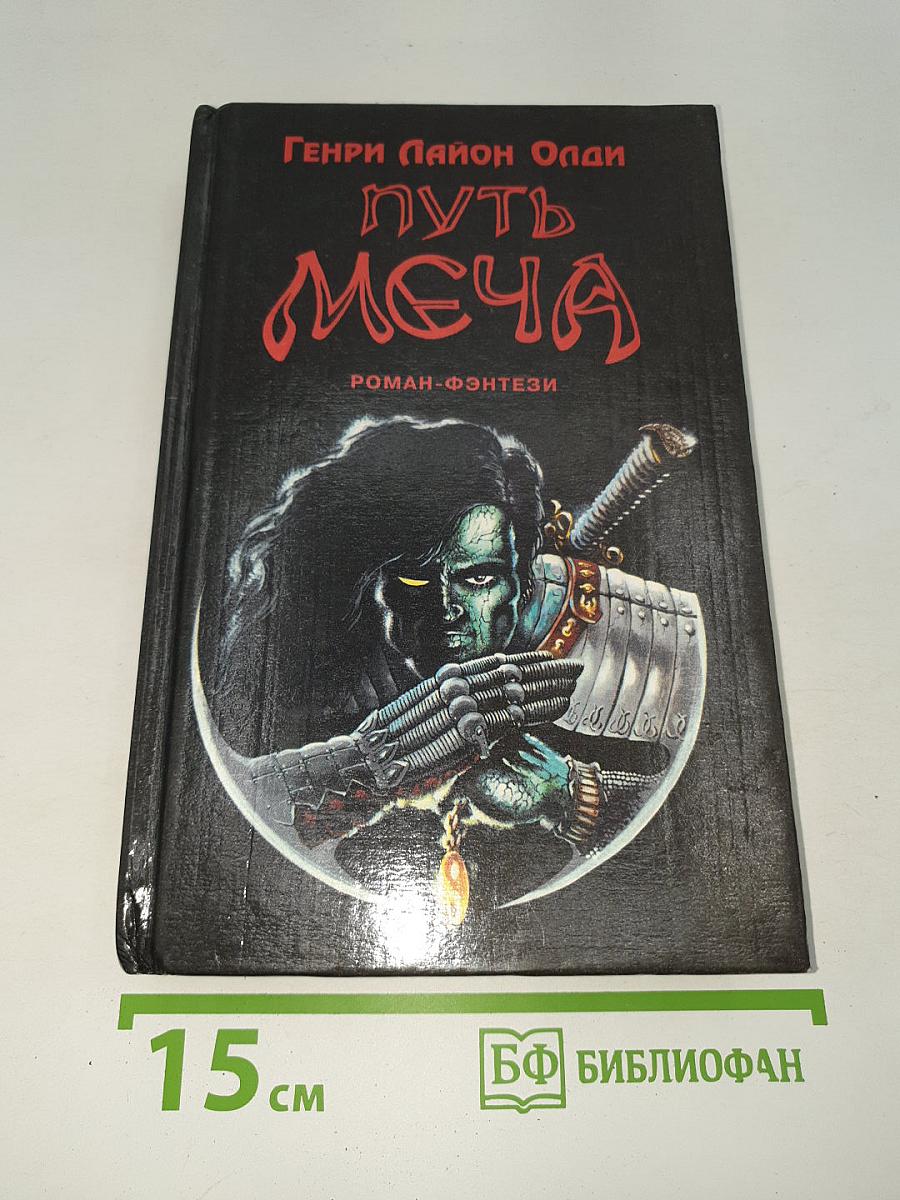 Генри Лайон Олди
Путь
Меча
роман-фэнтези
15 см
БФ БИБЛИОФАН